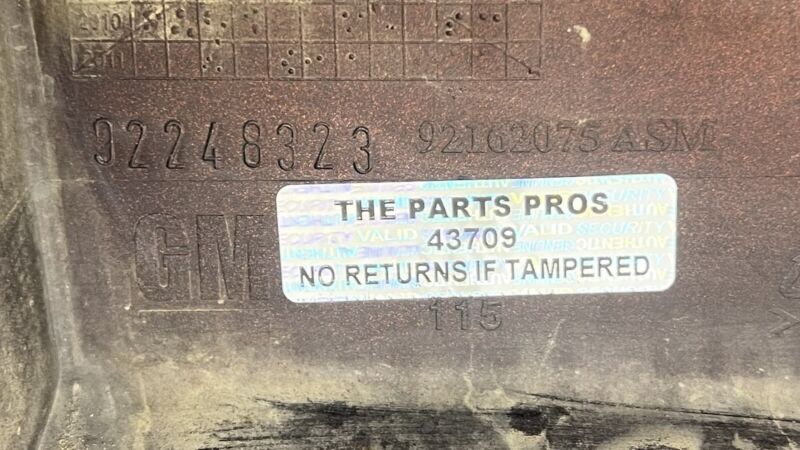 2010
2011
92248323 92162075 ASM
GM
THE PARTS PROS
43709
NO RETURNS IF TAMPERED
115